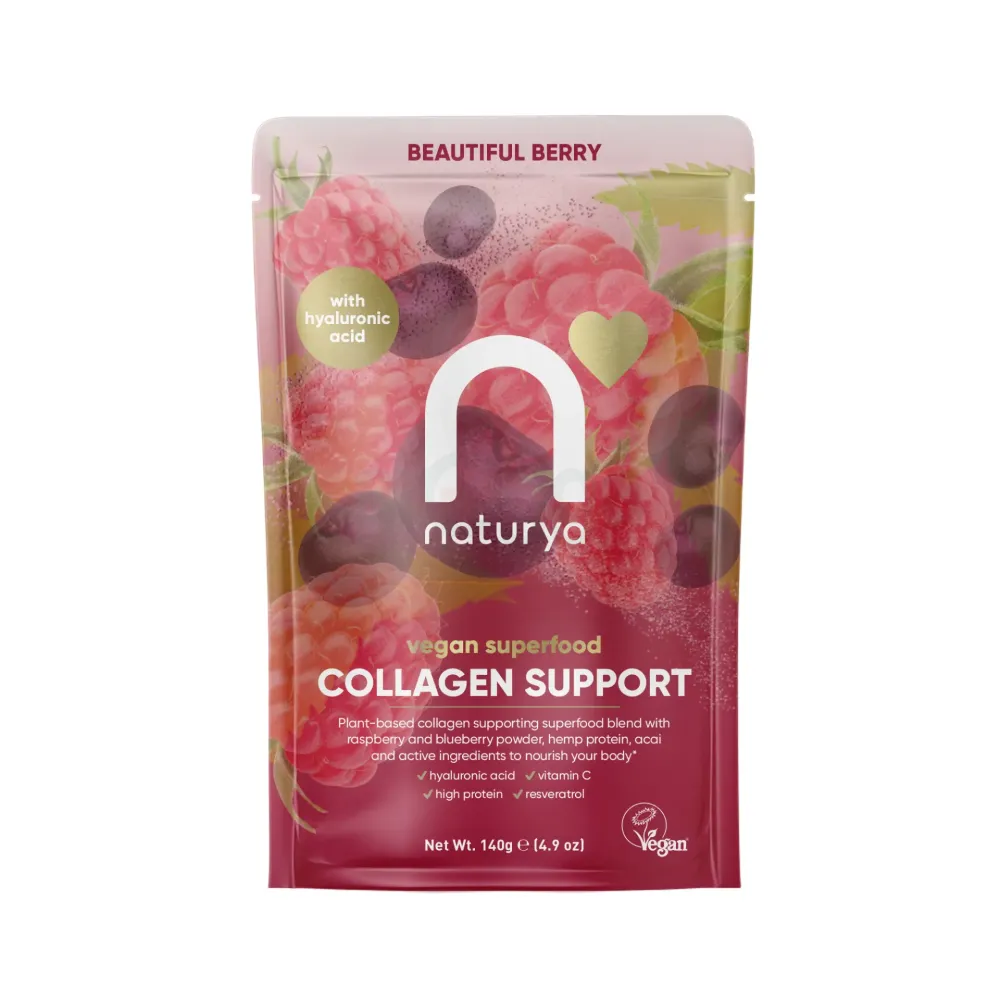 BEAUTIFUL BERRY
with
hyaluronic
acid
n
naturya
vegan superfood
COLLAGEN SUPPORT
Plant-based collagen supporting superfood blend with
raspberry and blueberry powder, hemp protein, acai
and active ingredients to nourish your body*
✓hyaluronic acid ✓vitamin C
✓high protein ✓resveratrol
Net Wt. 140g ℮ (4.9 oz)
Vegan